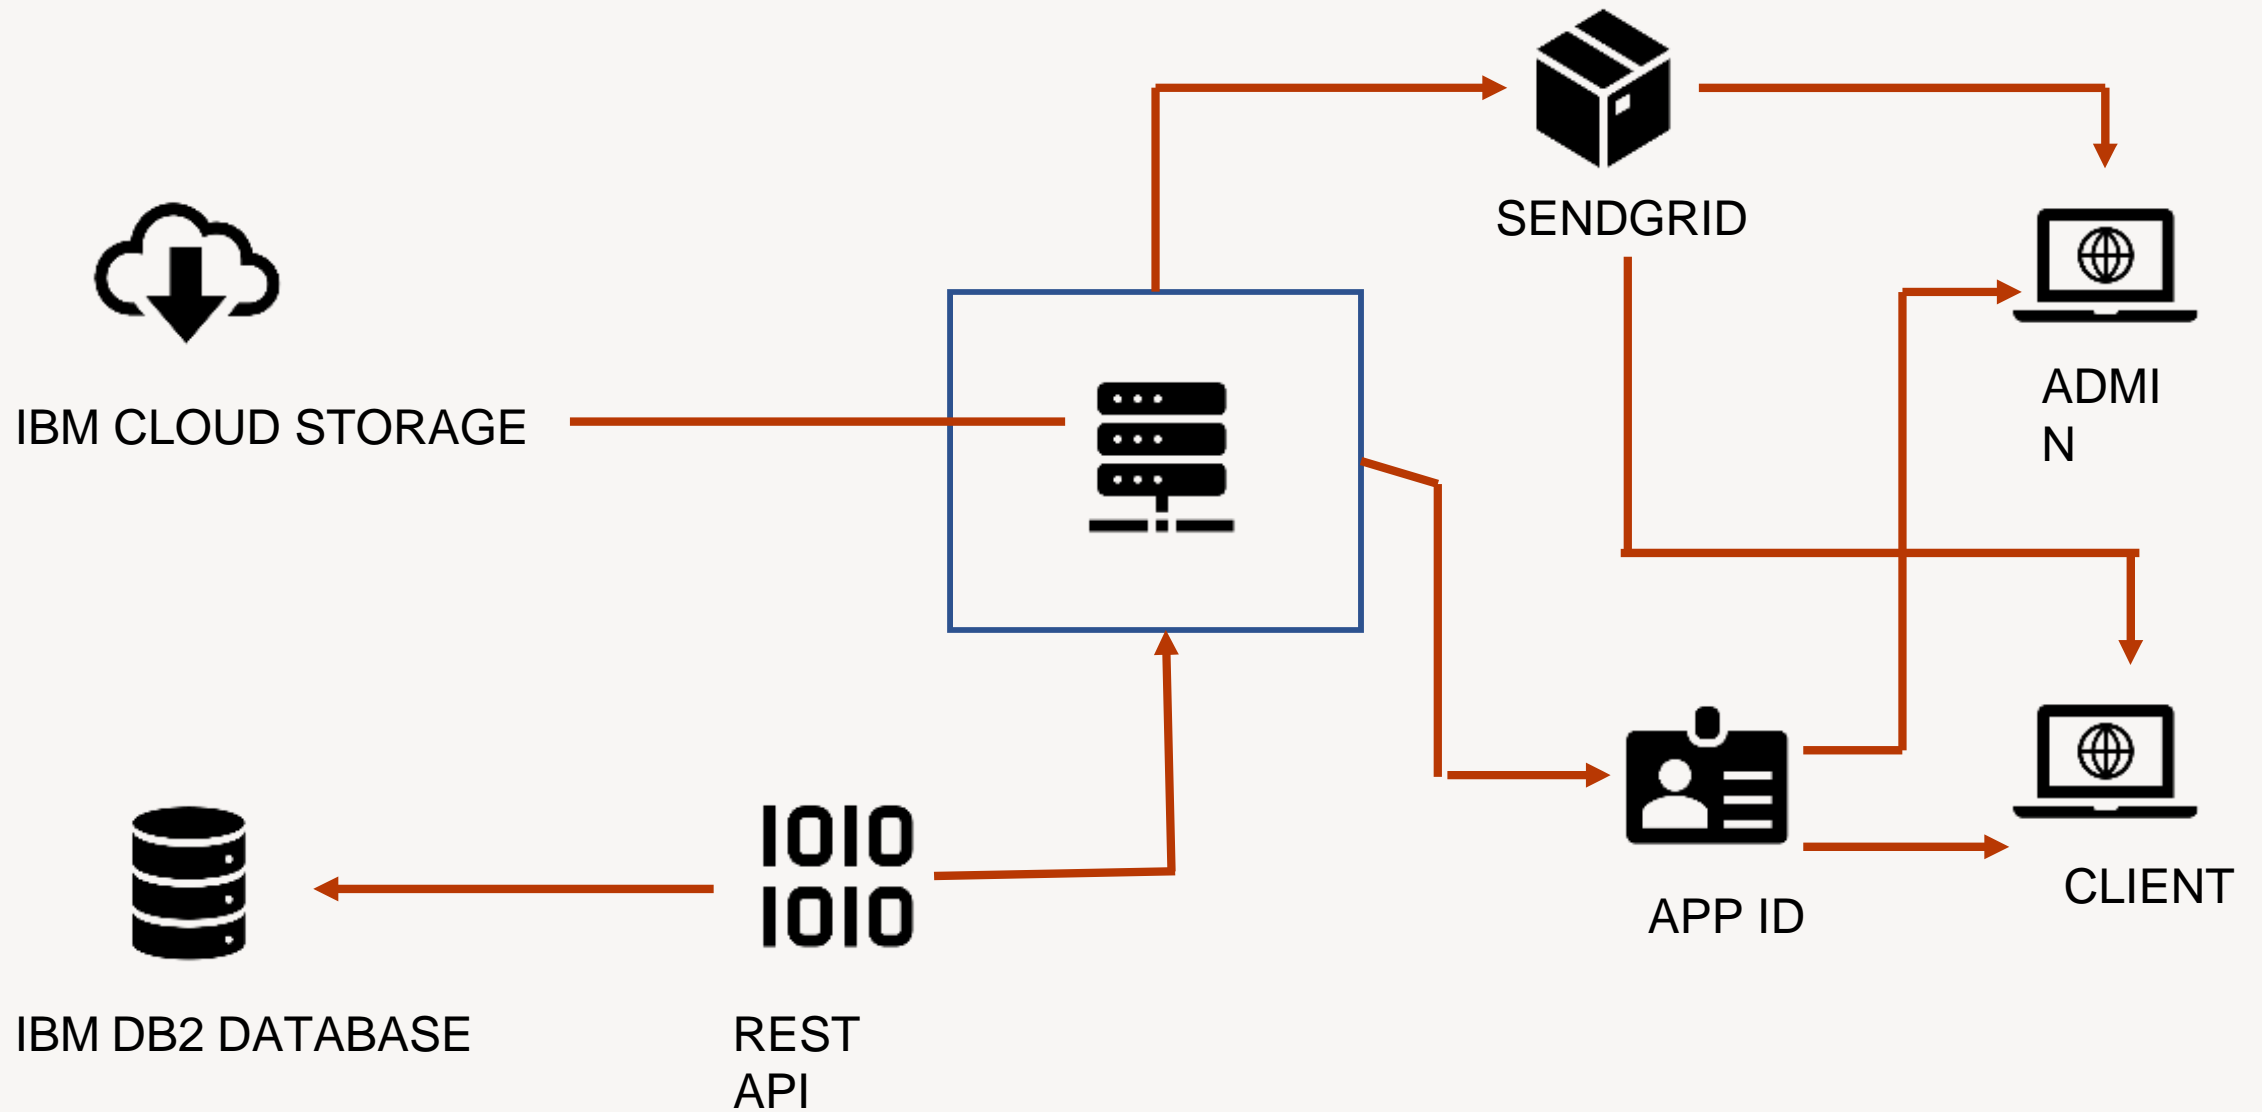 SENDGRID
IBM CLOUD STORAGE
ADMI
N
APP ID
CLIENT
IBM DB2 DATABASE
REST
API